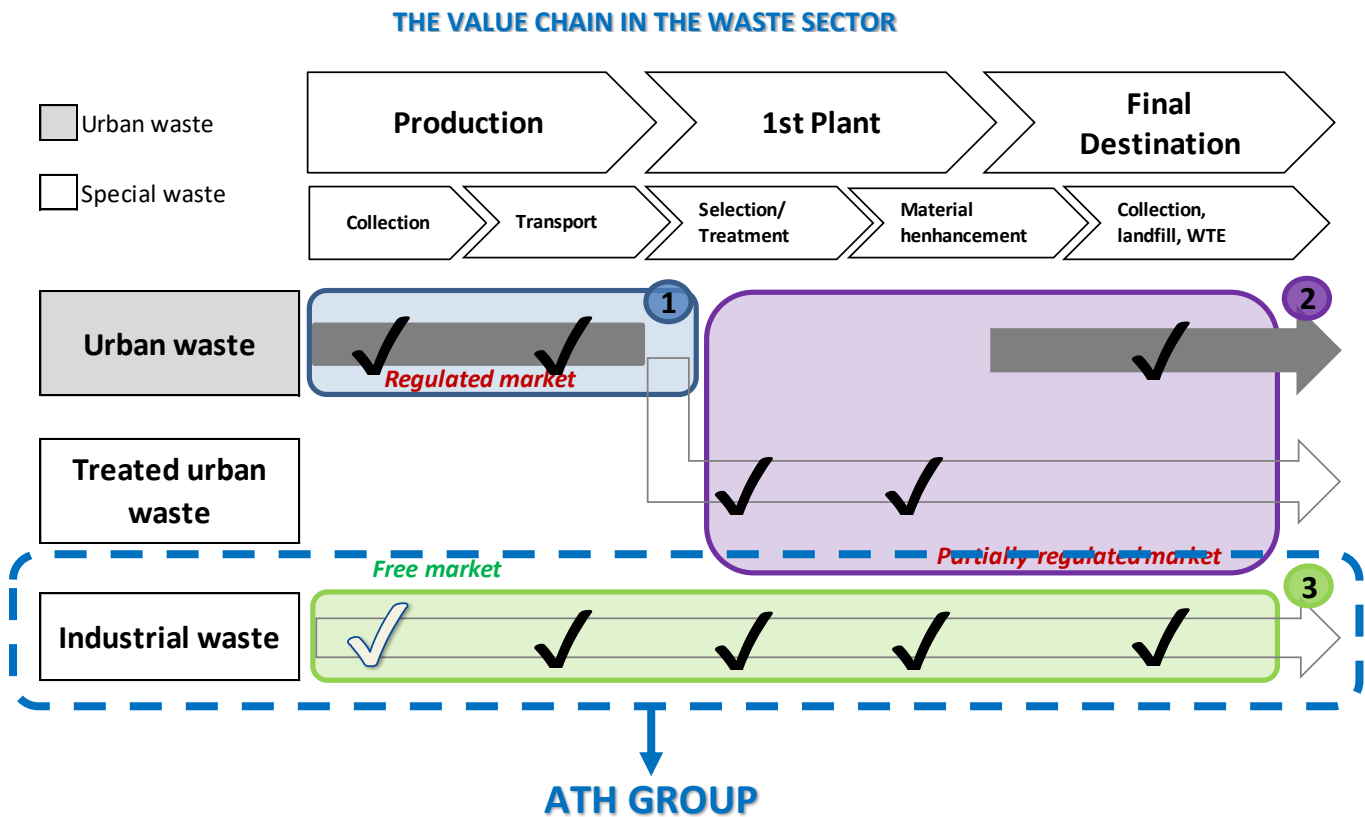 THE VALUE CHAIN IN THE WASTE SECTOR
Urban waste
Special waste
Production
1st Plant
Final
Destination
Collection
Transport
Selection/
Treatment
Material
henhancement
Collection,
landfill, WTE
Urban waste
1
2
Regulated market
Treated urban
waste
Partially regulated market
Free market
3
Industrial waste
ATH GROUP